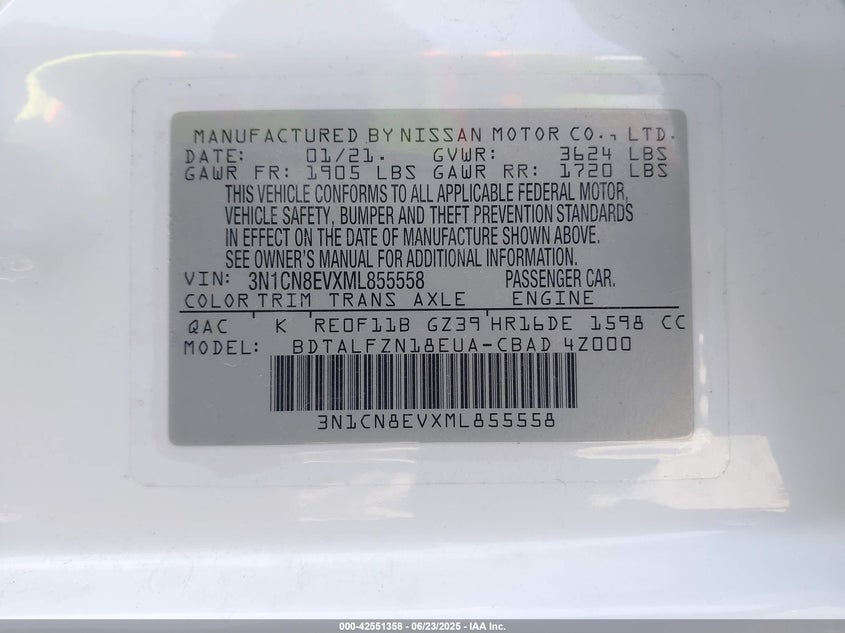 MANUFACTURED BY NISSAN MOTOR CO., LTD.
DATE: 01/21. GVWR: 3624 LBS
GAWR FR: 1905 LBS GAWR RR: 1720 LBS
THIS VEHICLE CONFORMS TO ALL APPLICABLE FEDERAL MOTOR,
VEHICLE SAFETY, BUMPER AND THEFT PREVENTION STANDARDS
IN EFFECT ON THE DATE OF MANUFACTURE SHOWN ABOVE.
SEE OWNER'S MANUAL FOR ADDITIONAL INFORMATION.
VIN: 3N1CN8EVXML855558 PASSENGER CAR.
COLOR TRIM TRANS AXLE ENGINE
QAC K RE0F11B GZ39 HR16DE 1598 CC
MODEL: BDTALFZN18EUA-CBAD 4Z000
3N1CN8EVXML855558
000-42551358 - 06/23/2025 - IAA Inc.